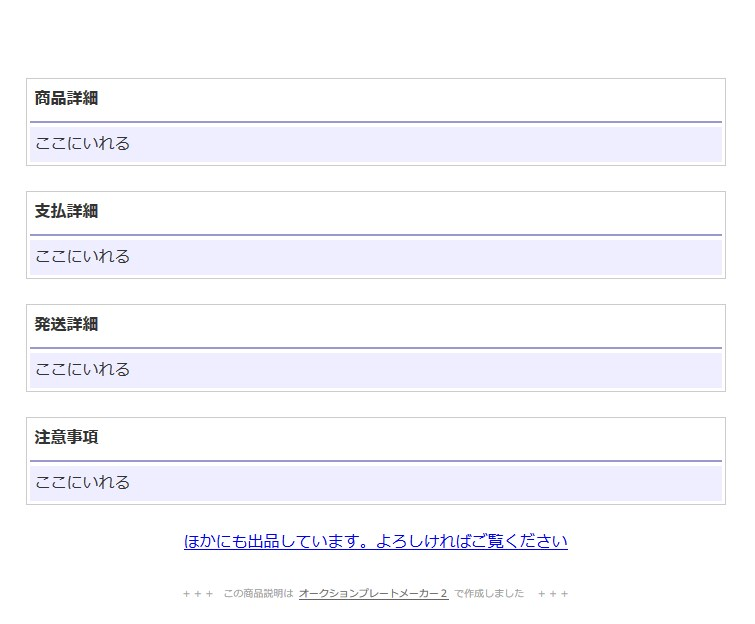 商品詳細
ここにいれる
支払詳細
ここにいれる
発送詳細
ここにいれる
注意事項
ここにいれる
ほかにも出品しています。よろしければご覧ください
+ + + この商品説明は オークションプレートメーカー２ で作成しました + + +